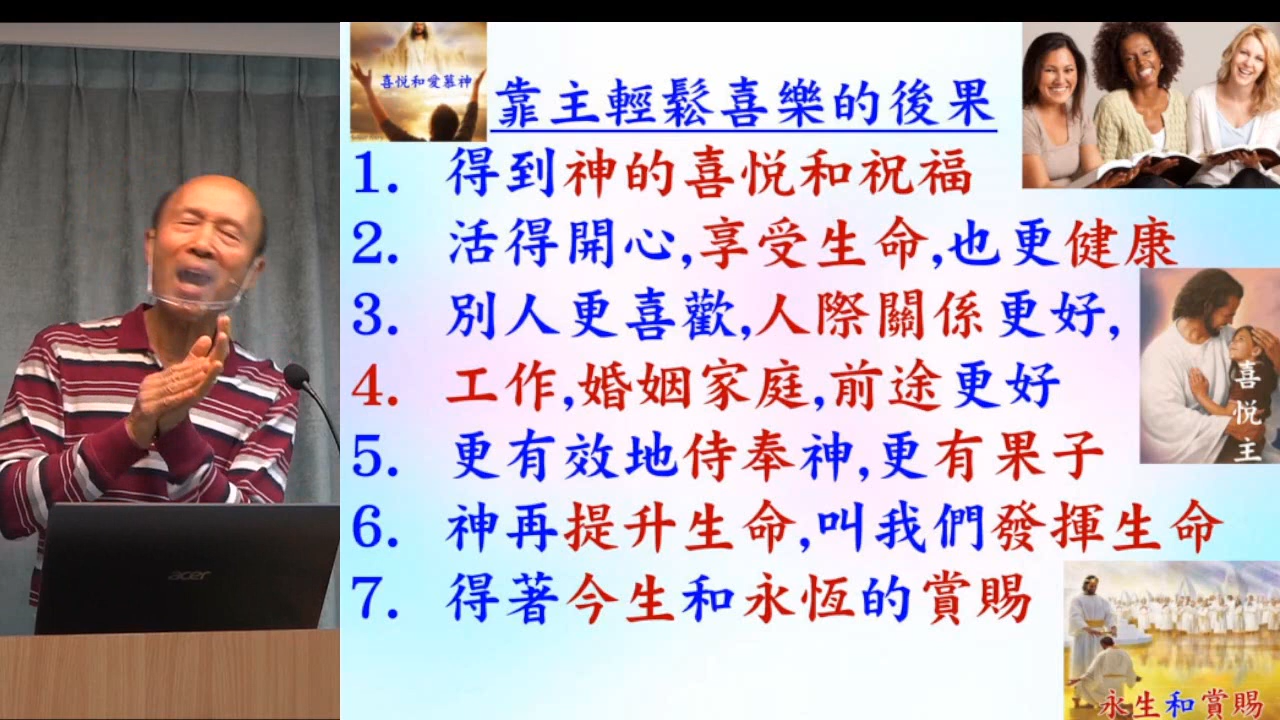 喜悦和愛慕神
靠主輕鬆喜樂的後果
1. 得到神的喜悦和祝福
2. 活得開心,享受生命,也更健康
3. 別人更喜歡,人際關係更好,
4. 工作,婚姻家庭,前途更好
5. 更有效地侍奉神,更有果子
6. 神再提升生命,叫我們發揮生命
7. 得著今生和永恆的賞賜
喜悦主
永生和賞賜
acer